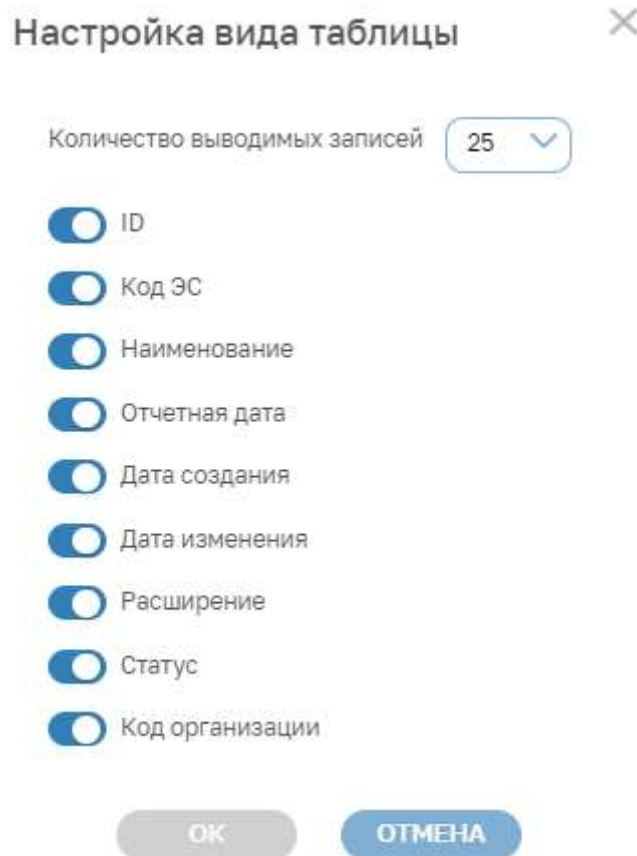 Настройка вида таблицы
Количество выводимых записей 25
ID
Код ЭС
Наименование
Отчетная дата
Дата создания
Дата изменения
Расширение
Статус
Код организации
ОК ОТМЕНА